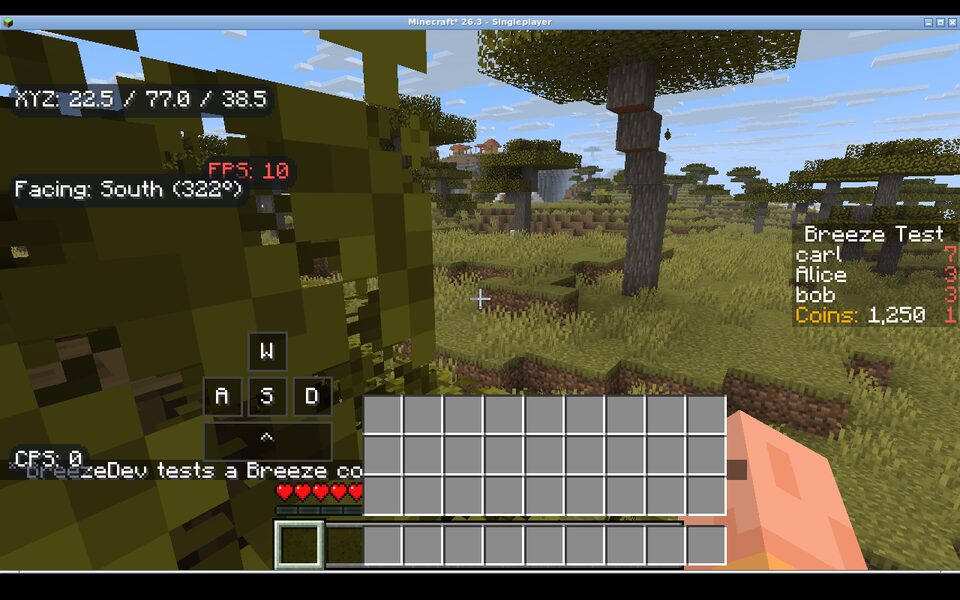 Minecraft* 26.3 - Singleplayer
XYZ: 22.5 / 77.0 / 38.5
FPS: 10
Facing: South (322°)
Breeze Test
carl 7
Alice 3
bob 3
Coins: 1,250 1
W
A S D
^
CPS: 0
BreezeDev tests a Breeze co